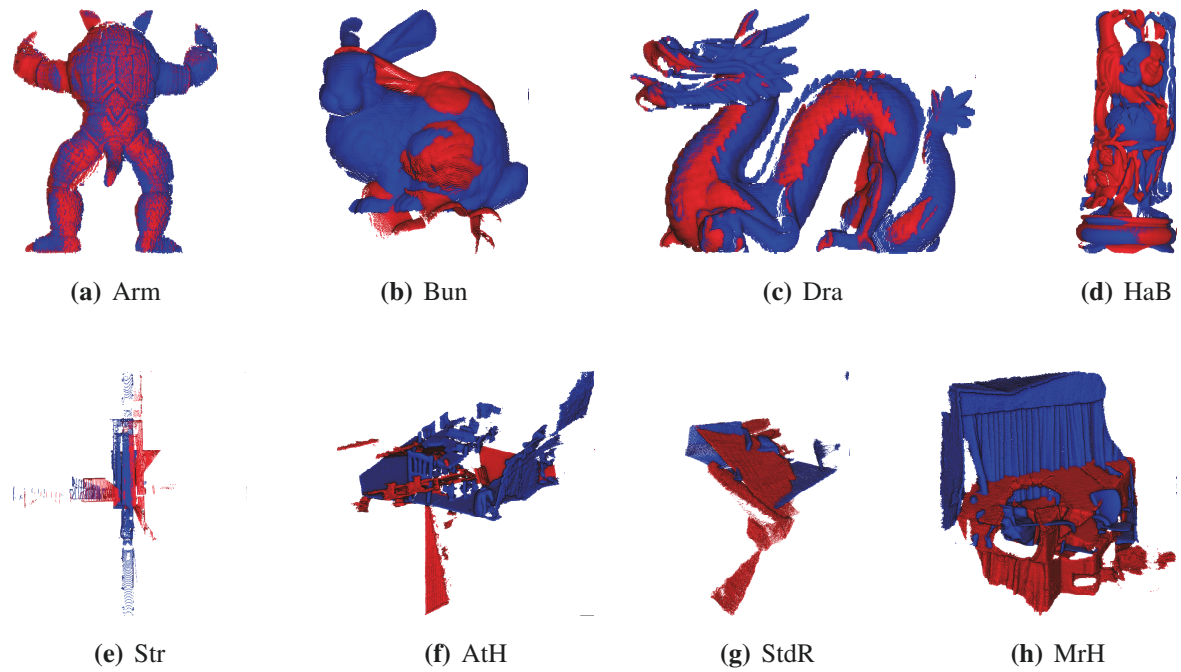 (a) Arm
(b) Bun
(c) Dra
(d) HaB
(e) Str
(f) AtH
(g) StdR
(h) MrH